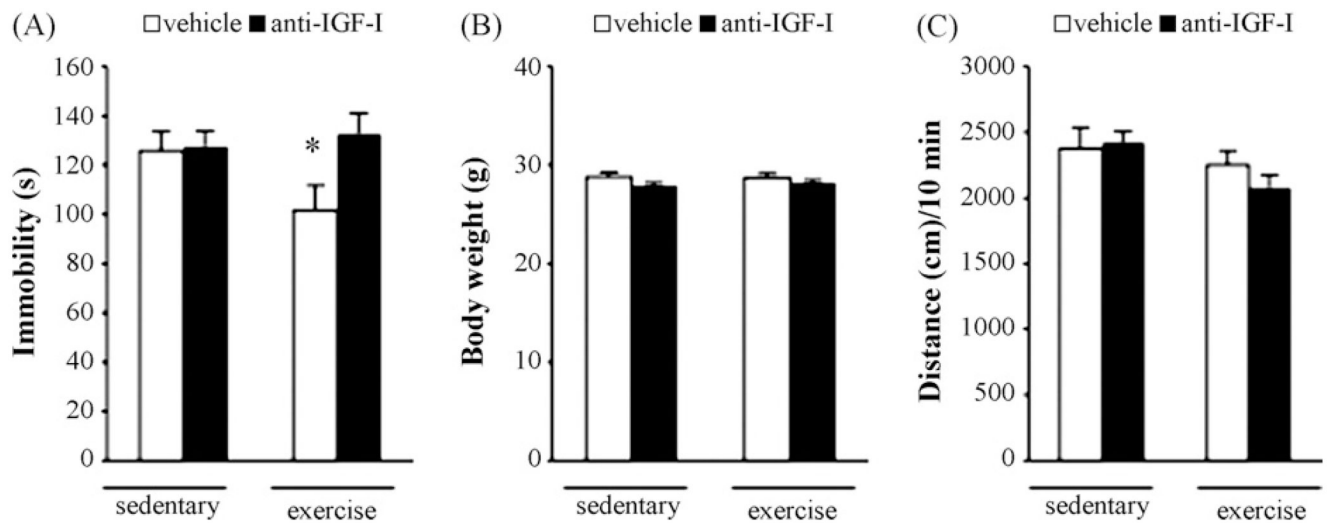 (A) □vehicle ■anti-IGF-I
Immobility (s)
160
140
120
100
80
60
40
20
0
sedentary exercise
(B) □vehicle ■anti-IGF-I
Body weight (g)
40
30
20
10
0
sedentary exercise
(C) □vehicle ■anti-IGF-I
Distance (cm)/10 min
3000
2500
2000
1500
1000
500
0
sedentary exercise
*